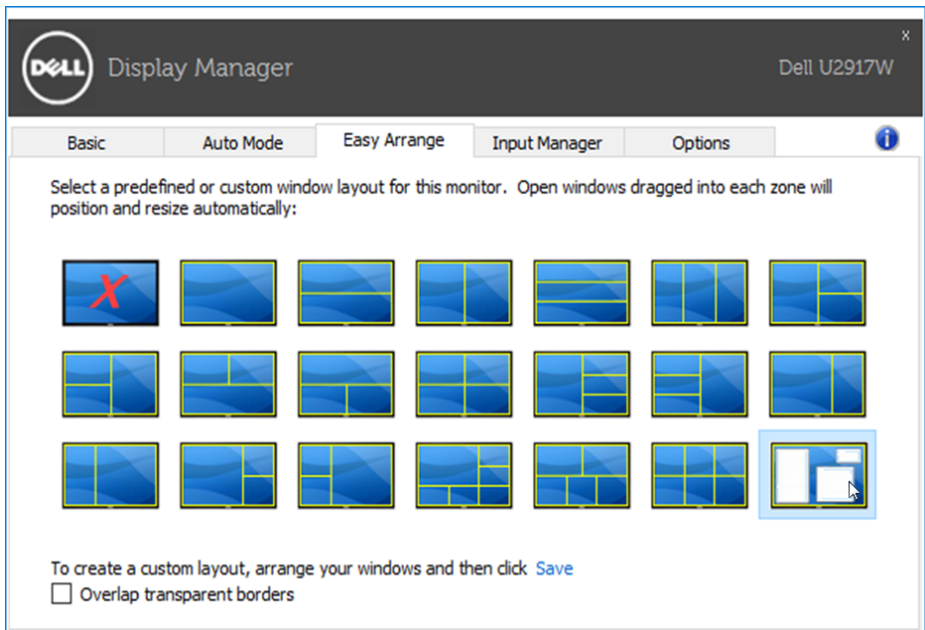 DELL
Display Manager
X
Dell U2917W
Basic
Auto Mode
Easy Arrange
Input Manager
Options
i
Select a predefined or custom window layout for this monitor. Open windows dragged into each zone will
position and resize automatically:
X
To create a custom layout, arrange your windows and then click Save
Overlap transparent borders